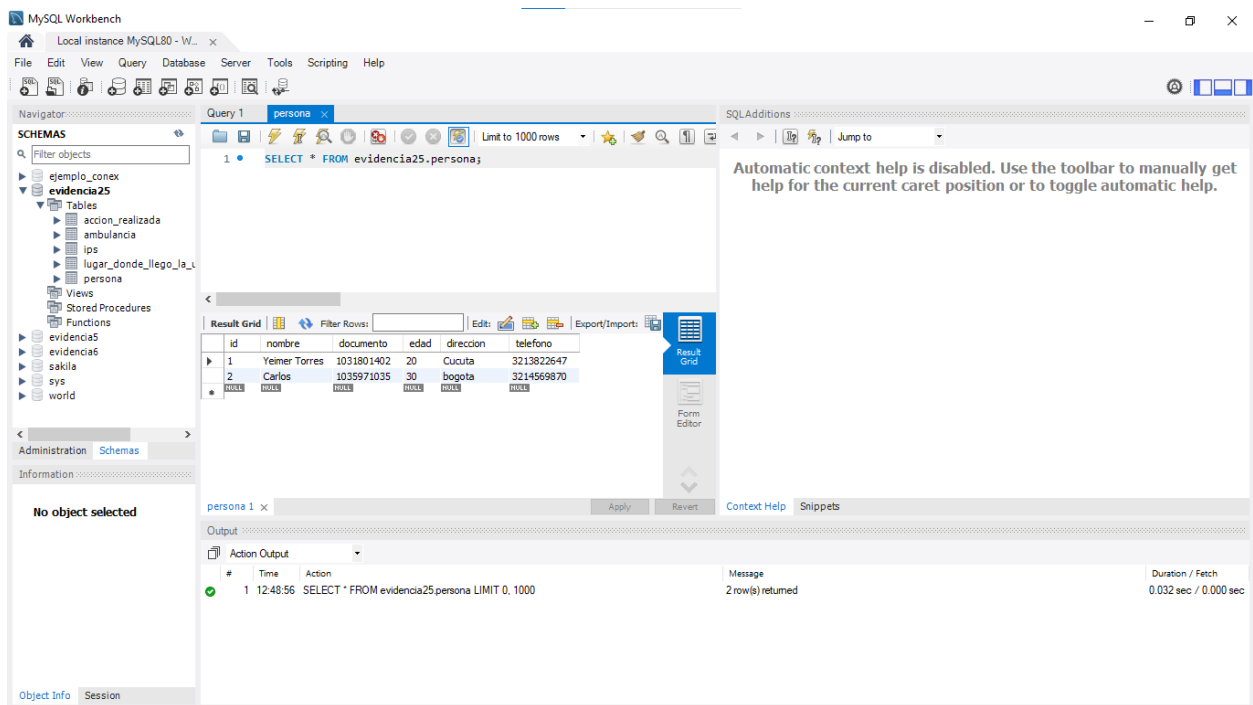 MySQL Workbench
Local instance MySQL80 - W...
File Edit View Query Database Server Tools Scripting Help
Navigator
SCHEMAS
Filter objects
ejemplo_conex
evidencia25
Tables
accion_realizada
ambulancia
ips
lugar_donde_llego_la_u
persona
Views
Stored Procedures
Functions
evidencia5
evidencia6
sakila
sys
world
Administration Schemas
Information
No object selected
Object Info Session
Query 1 persona
Limit to 1000 rows
1 SELECT * FROM evidencia25.persona;
Result Grid Filter Rows: Edit: Export/Import:
id nombre documento edad direccion telefono
1 Yeimer Torres 1031801402 20 Cucuta 3213822647
2 Carlos 1035971035 30 bogota 3214569870
NULL NULL NULL NULL NULL NULL
Result
Grid
Form
Editor
persona 1 Apply Revert
SQLAdditions
Jump to
Automatic context help is disabled. Use the toolbar to manually get
help for the current caret position or to toggle automatic help.
Context Help Snippets
Output
Action Output
# Time Action Message Duration / Fetch
1 12:48:56 SELECT * FROM evidencia25.persona LIMIT 0, 1000 2 row(s) returned 0.032 sec / 0.000 sec